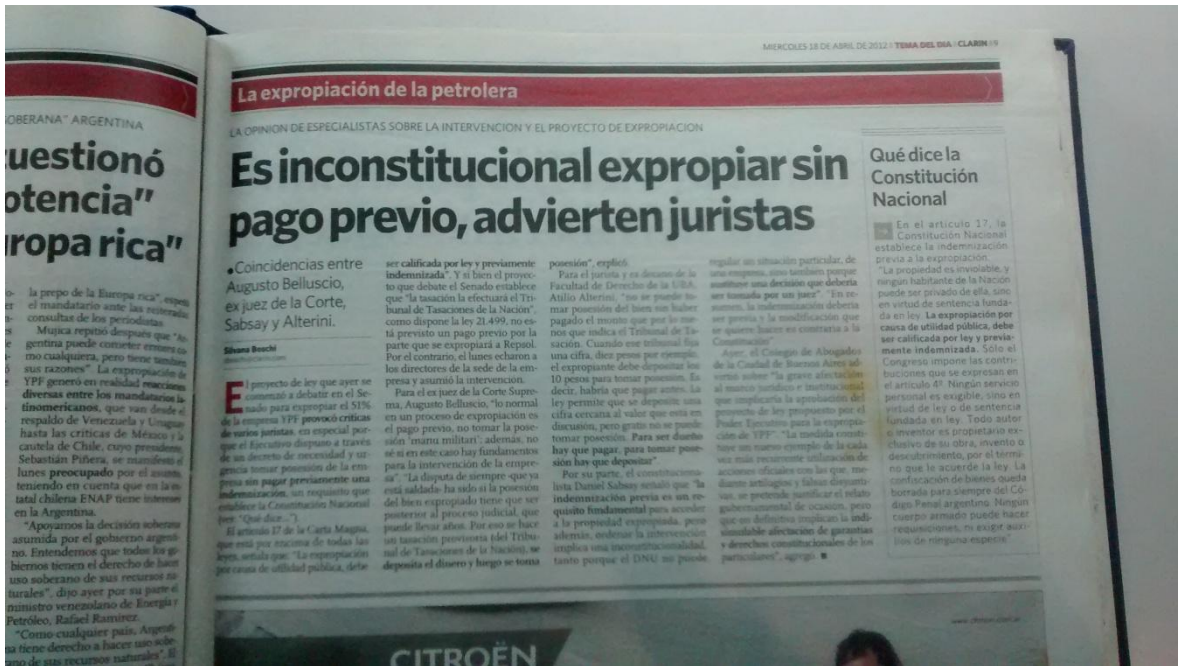 MIERCOLES 18 DE ABRIL DE 2012 TEMA DEL DIA CLARIN 9
SOBERANA" ARGENTINA
cuestionó
otencia"
uropa rica"
la prepo de la Europa rica", espetó
el mandatario ante las reiteradas
consultas de los periodistas.
Mujica repitió después que "Ar-
gentina puede cometer errores co-
mo cualquiera, pero tiene también
sus razones". La expropiación de
YPF generó en realidad reacciones
diversas entre los mandatarios la-
tinoamericanos, que van desde el
respaldo de Venezuela y Uruguay
hasta las críticas de México y la
cautela de Chile, cuyo presidente,
Sebastián Piñera, se manifestó el
lunes preocupado por el asunto
teniendo en cuenta que en la es-
tatal chilena ENAP tiene intereses
en la Argentina.
"Apoyamos la decisión soberana
asumida por el gobierno argenti-
no. Entendemos que todos los go-
biernos tienen el derecho de hacer
uso soberano de sus recursos na-
turales", dijo ayer por su parte el
ministro venezolano de Energía y
Petróleo, Rafael Ramírez.
"Como cualquier país, Argenti-
na tiene derecho a hacer uso sobe-
rano de sus recursos naturales". El
La expropiación de la petrolera
LA OPINION DE ESPECIALISTAS SOBRE LA INTERVENCION Y EL PROYECTO DE EXPROPIACION
Es inconstitucional expropiar sin
pago previo, advierten juristas
Coincidencias entre
Augusto Belluscio,
ex juez de la Corte,
Sabsay y Alterini.
Silvana Boschi
El proyecto de ley que ayer se
comenzó a debatir en el Se-
nado para expropiar el 51%
de la empresa YPF provocó críticas
de varios juristas, en especial por-
que el Ejecutivo dispuso a través
de un decreto de necesidad y ur-
gencia tomar posesión de la em-
presa sin pagar previamente una
indemnización, un requisito que
establece la Constitución Nacional
(ver "Qué dice...").
El artículo 17 de la Carta Magna,
que está por encima de todas las
leyes, señala que: "La expropiación
por causa de utilidad pública, debe
ser calificada por ley y previamente
indemnizada". Y si bien el proyec-
to que debate el Senado establece
que "la tasación la efectuará el Tri-
bunal de Tasaciones de la Nación",
como dispone la ley 21.499, no es-
tá previsto un pago previo por la
parte que se expropiará a Repsol.
Por el contrario, el lunes echaron a
los directores de la sede de la em-
presa y asumió la intervención.
Para el ex juez de la Corte Supre-
ma, Augusto Belluscio, "lo normal
en un proceso de expropiación es
el pago previo, no tomar la pose-
sión 'manu militari'; además, no
sé si en este caso hay fundamentos
para la intervención de la empre-
sa". "La disputa de siempre que ya
está saldada: ha sido si la posesión
del bien expropiado tiene que ser
posterior al proceso judicial, que
puede llevar años. Por eso se hace
un tasación provisoria (del Tribu-
nal de Tasaciones de la Nación), se
deposita el dinero y luego se toma
posesión", explicó.
Para el jurista y ex decano de la
Facultad de Derecho de la UBA,
Atilio Alterini, "no se puede to-
mar posesión del bien sin haber
pagado el monto que por lo me-
nos que indica el Tribunal de Ta-
sación. Cuando ese tribunal fija
una cifra, diez pesos por ejemplo,
el expropiante debe depositar los
10 pesos para tomar posesión. Es
decir, habría que pagar antes. La
ley permite que se deposite una
cifra cercana al valor que está en
discusión, pero gratis no se puede
tomar posesión. Para ser dueño
hay que pagar, para tomar pose-
sión hay que depositar".
Por su parte, el constituciona-
lista Daniel Sabsay señaló que "la
indemnización previa es un re-
quisito fundamental para acceder
a la propiedad expropiada, pero
además, ordenar la intervención
implica una inconstitucionalidad,
tanto porque el DNU no puede
regular un situación particular, de
una empresa, sino también porque
sustituye una decisión que debería
ser tomada por un juez". "En re-
sumen, la indemnización debería
ser previa y la modificación que
se quiere hacer es contraria a la
Constitución".
Ayer, el Colegio de Abogados
de la Ciudad de Buenos Aires ad-
virtió sobre "la grave afectación
al marco jurídico e institucional
que implicaría la aprobación del
proyecto de ley propuesto por el
Poder Ejecutivo para la expropia-
ción de YPF". "La medida consti-
tuye un nuevo ejemplo de la cada
vez más recurrente utilización de
acciones oficiales con las que, me-
diante artilugios y falsas disyunti-
vas, se pretende justificar el relato
gubernamental de ocasión, pero
que en definitiva implican la indi-
simulable afectación de garantías
y derechos constitucionales de los
particulares", agregó.
Qué dice la
Constitución
Nacional
En el artículo 17, la
Constitución Nacional
establece la indemnización
previa a la expropiación.
"La propiedad es inviolable, y
ningún habitante de la Nación
puede ser privado de ella, sino
en virtud de sentencia funda-
da en ley. La expropiación por
causa de utilidad pública, debe
ser calificada por ley y previa-
mente indemnizada. Sólo el
Congreso impone las contri-
buciones que se expresan en
el artículo 4º. Ningún servicio
personal es exigible, sino en
virtud de ley o de sentencia
fundada en ley. Todo autor
o inventor es propietario ex-
clusivo de su obra, invento o
descubrimiento, por el térmi-
no que le acuerde la ley. La
confiscación de bienes queda
borrada para siempre del Có-
digo Penal argentino. Ningún
cuerpo armado puede hacer
requisiciones, ni exigir auxi-
lios de ninguna especie".
CITROËN